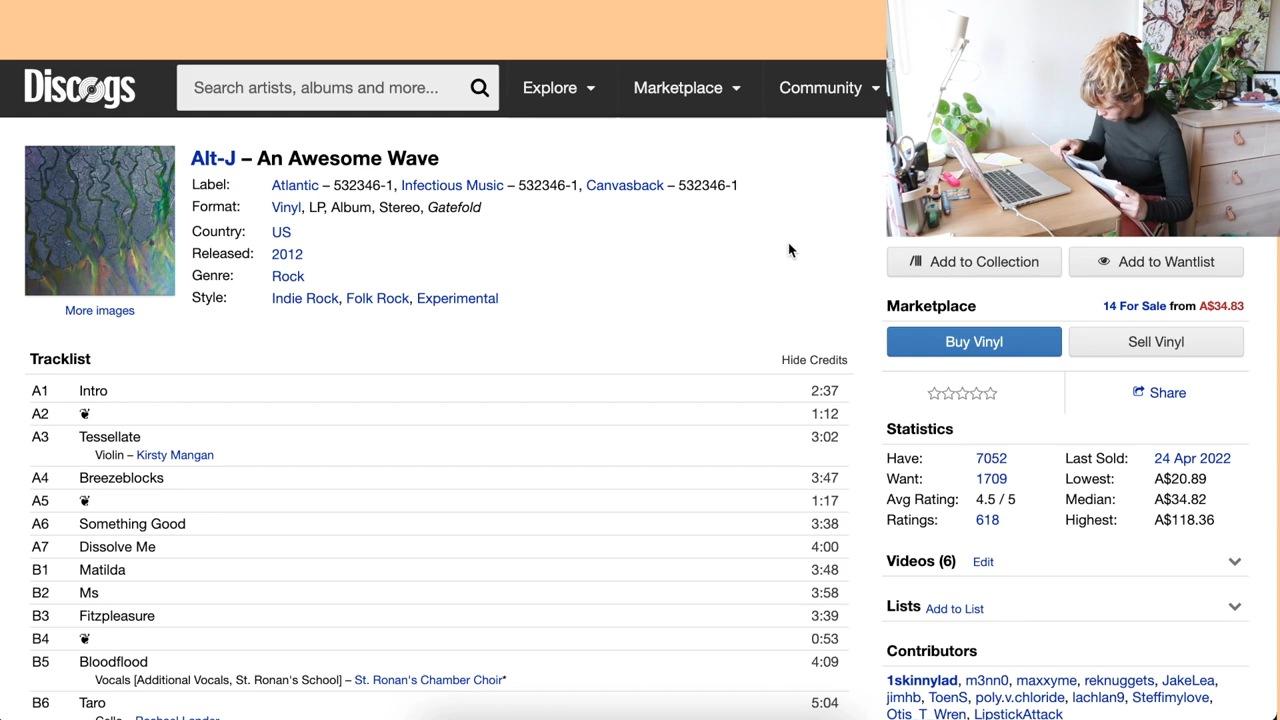 Discogs
Search artists, albums and more...
Explore
Marketplace
Community
Alt-J – An Awesome Wave
Label: Atlantic – 532346-1, Infectious Music – 532346-1, Canvasback – 532346-1
Format: Vinyl, LP, Album, Stereo, Gatefold
Country: US
Released: 2012
Genre: Rock
Style: Indie Rock, Folk Rock, Experimental
More images
Tracklist
Hide Credits
A1 Intro 2:37
A2 ❦ 1:12
A3 Tessellate 3:02
Violin – Kirsty Mangan
A4 Breezeblocks 3:47
A5 ❦ 1:17
A6 Something Good 3:38
A7 Dissolve Me 4:00
B1 Matilda 3:48
B2 Ms 3:58
B3 Fitzpleasure 3:39
B4 ❦ 0:53
B5 Bloodflood 4:09
Vocals [Additional Vocals, St. Ronan's School] – St. Ronan's Chamber Choir*
B6 Taro 5:04
Add to Collection
Add to Wantlist
Marketplace
14 For Sale from A$34.83
Buy Vinyl
Sell Vinyl
Share
Statistics
Have: 7052 Last Sold: 24 Apr 2022
Want: 1709 Lowest: A$20.89
Avg Rating: 4.5 / 5 Median: A$34.82
Ratings: 618 Highest: A$118.36
Videos (6) Edit
Lists Add to List
Contributors
1skinnylad, m3nn0, maxxyme, reknuggets, JakeLea,
jimhb, ToenS, poly.v.chloride, lachlan9, Steffimylove,
Otis_T_Wren, LipstickAttack